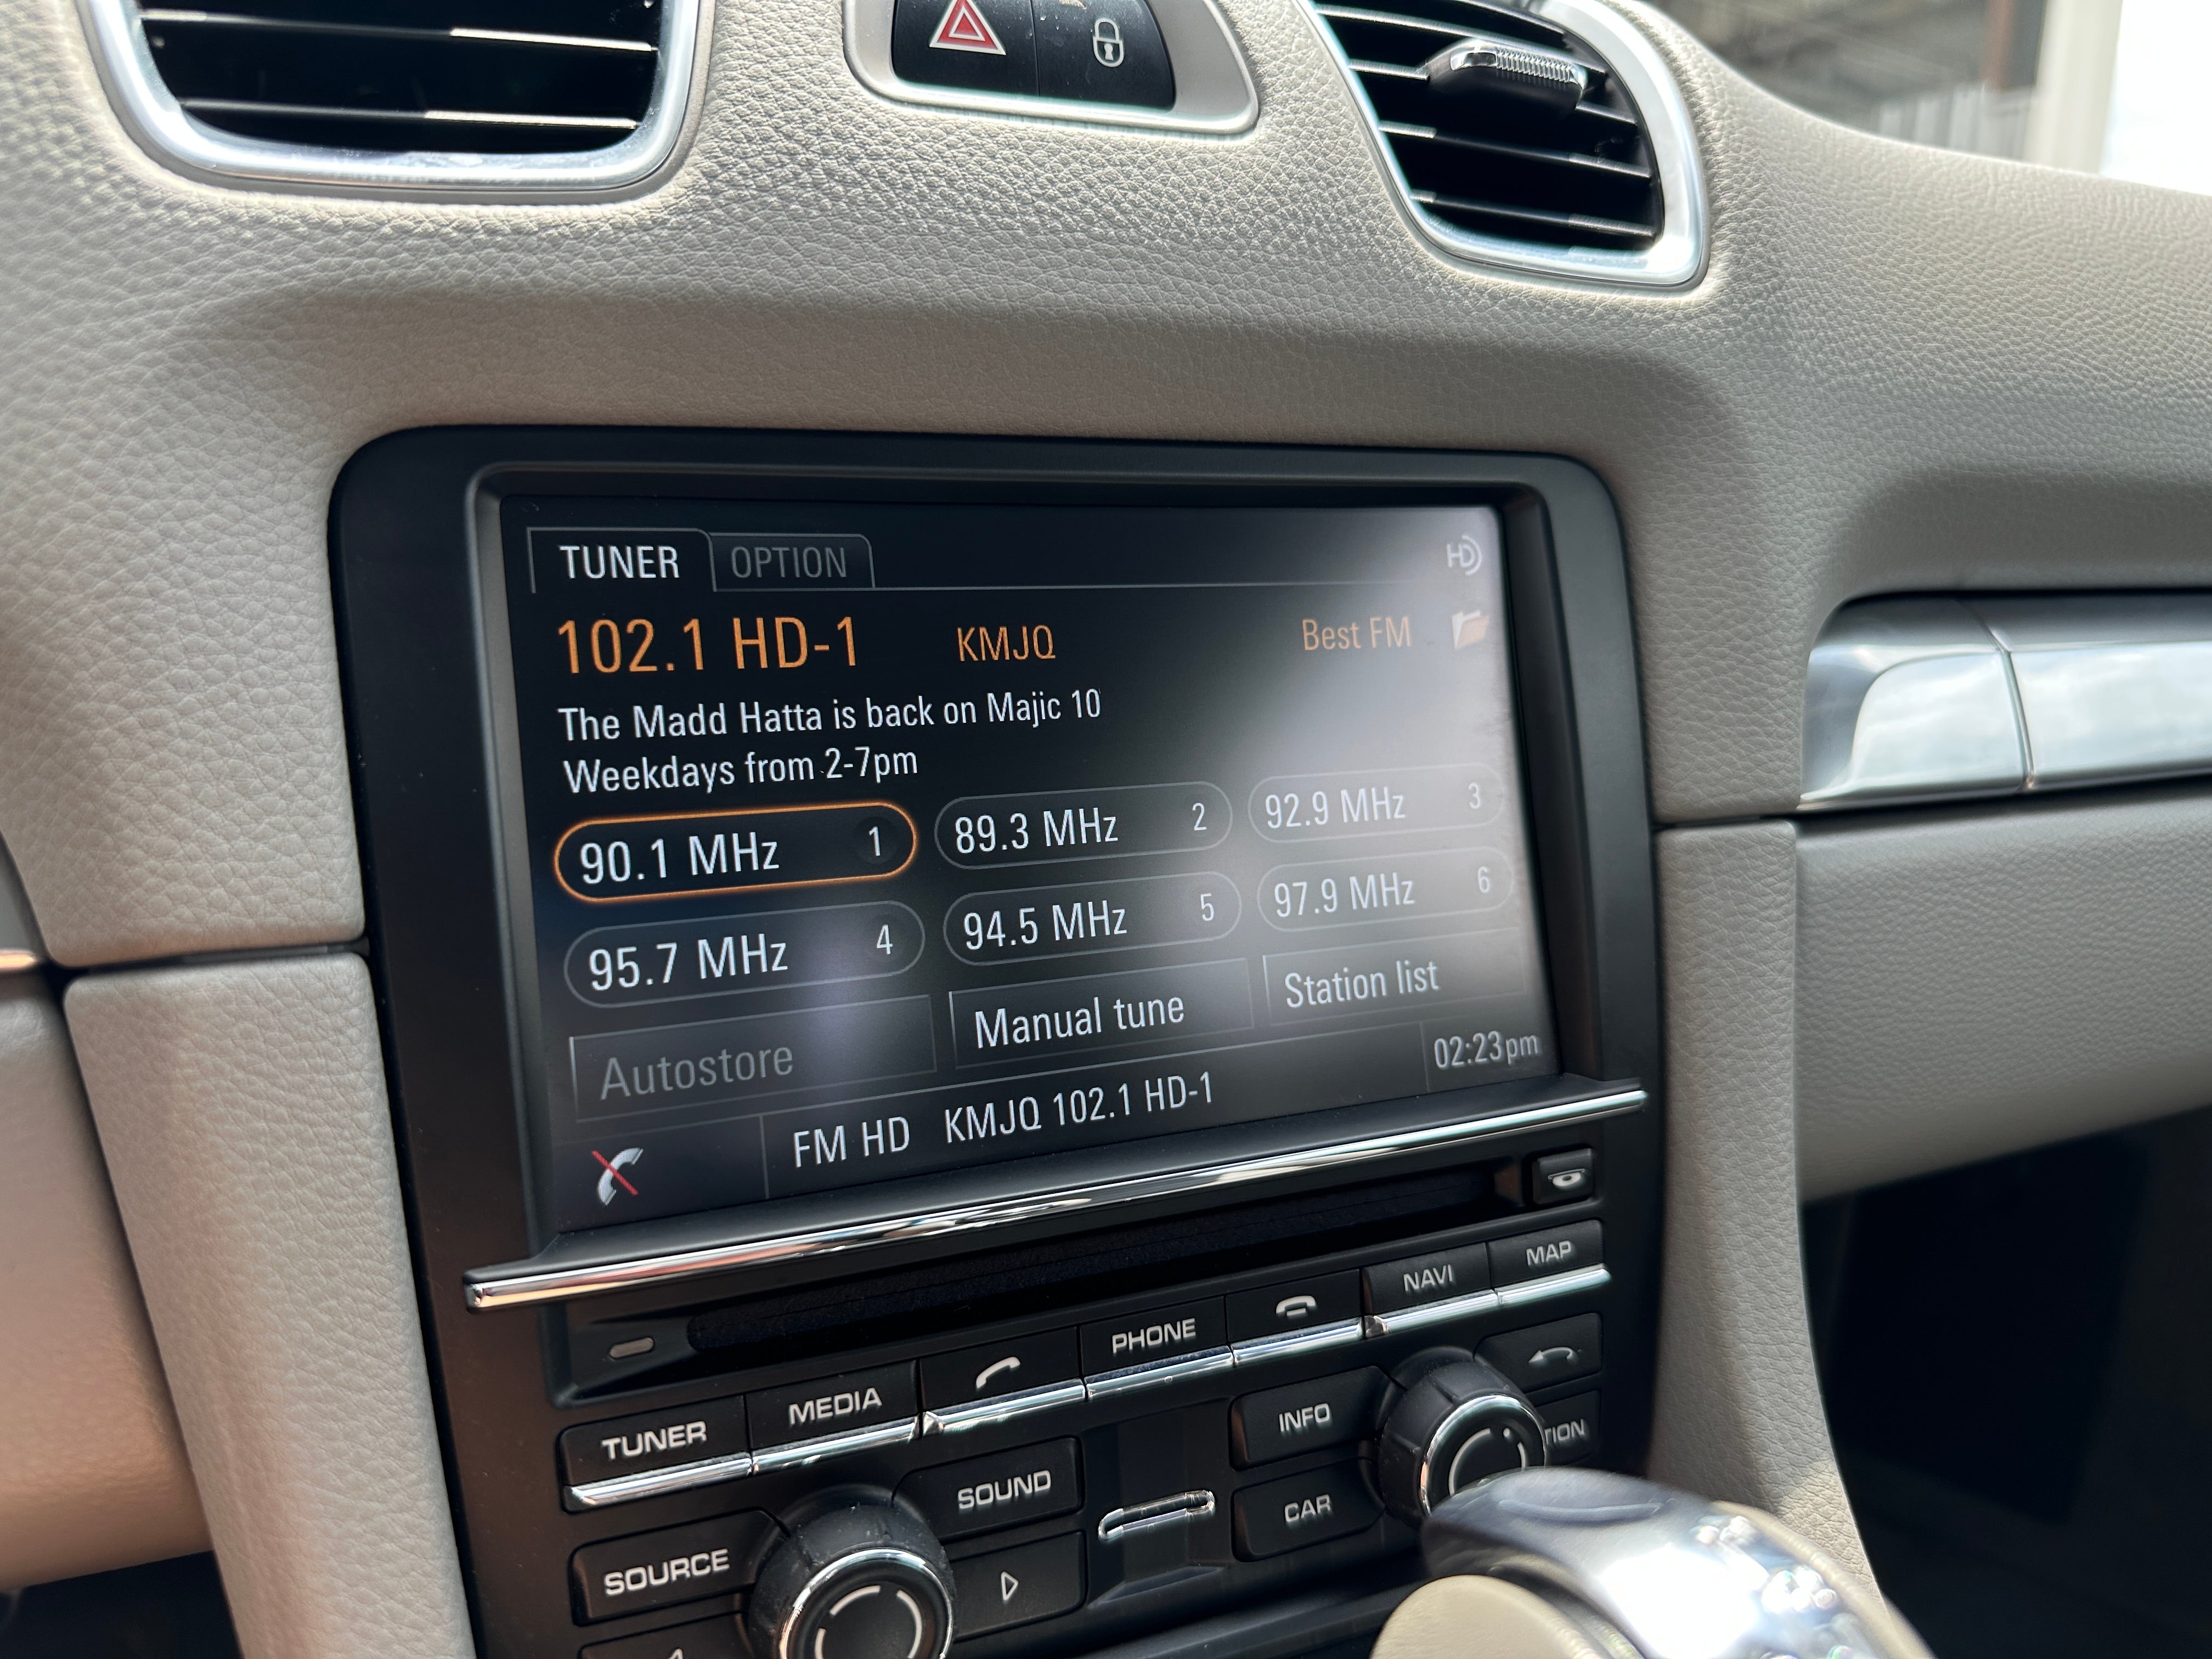 TUNER OPTION HD
102.1 HD-1 KMJQ Best FM
The Madd Hatta is back on Majic 10
Weekdays from 2-7pm
90.1 MHz 1 89.3 MHz 2 92.9 MHz 3
95.7 MHz 4 94.5 MHz 5 97.9 MHz 6
Autostore Manual tune Station list
FM HD KMJQ 102.1 HD-1 02:23pm
TUNER MEDIA PHONE NAVI MAP
SOUND INFO
SOURCE CAR